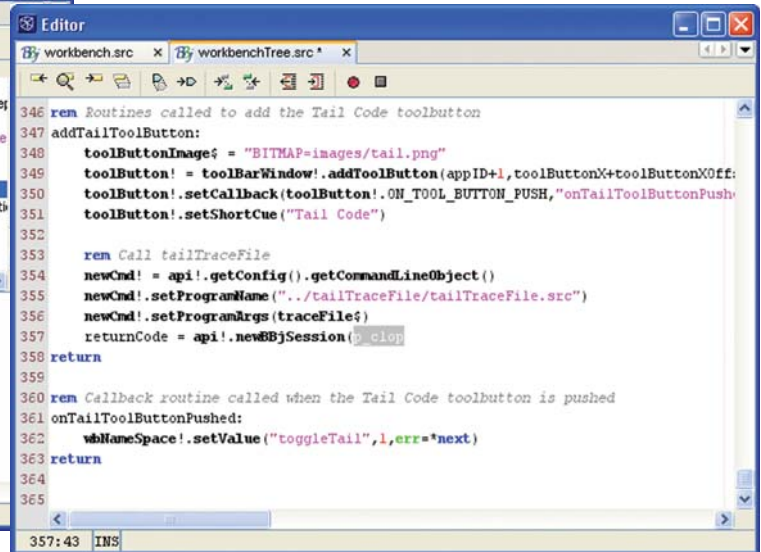 Editor
workbench.src x workbenchTree.src * x
346 rem Routines called to add the Tail Code toolbutton
347 addTailToolButton:
348 toolButtonImage$ = "BITMAP=images/tail.png"
349 toolButton! = toolBarWindow!.addToolButton(appID+1,toolButtonX+toolButtonXOff
350 toolButton!.setCallback(toolButton!.ON_TOOL_BUTTON_PUSH,"onTailToolButtonPush
351 toolButton!.setShortCue("Tail Code")
352
353 rem Call tailTraceFile
354 newCmd! = api!.getConfig().getCommandLineObject()
355 newCmd!.setProgramName("../tailTraceFile/tailTraceFile.src")
356 newCmd!.setProgramArgs(traceFile$)
357 returnCode = api!.newBBjSession(p_clop
358 return
359
360 rem Callback routine called when the Tail Code toolbutton is pushed
361 onTailToolButtonPushed:
362 wbNameSpace!.setValue("toggleTail",1,err=*next)
363 return
364
365
357:43 INS